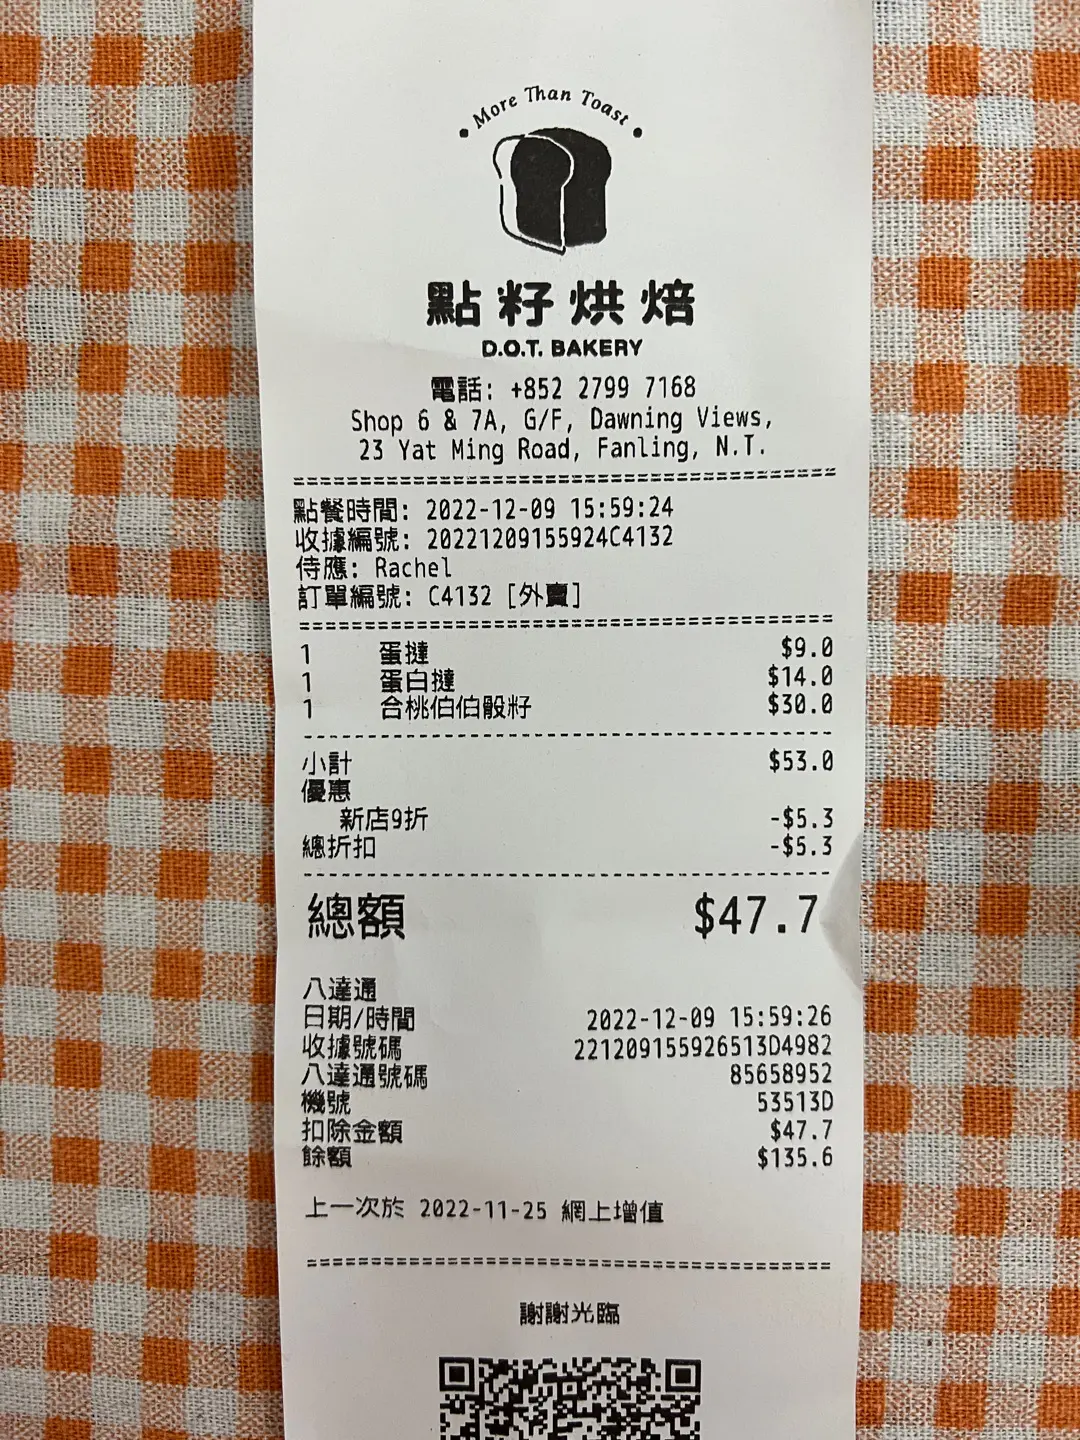 • More Than Toast •
點籽烘焙
D.O.T. BAKERY
電話: +852 2799 7168
Shop 6 & 7A, G/F, Dawning Views,
23 Yat Ming Road, Fanling, N.T.
點餐時間: 2022-12-09 15:59:24
收據編號: 20221209155924C4132
侍應: Rachel
訂單編號: C4132 [外賣]
1 蛋撻 $9.0
1 蛋白撻 $14.0
1 合桃伯伯骰籽 $30.0
小計 $53.0
優惠
新店9折 -$5.3
總折扣 -$5.3
總額 $47.7
八達通
日期/時間 2022-12-09 15:59:26
收據號碼 221209155926513D4982
八達通號碼 85658952
機號 53513D
扣除金額 $47.7
餘額 $135.6
上一次於 2022-11-25 網上增值
謝謝光臨